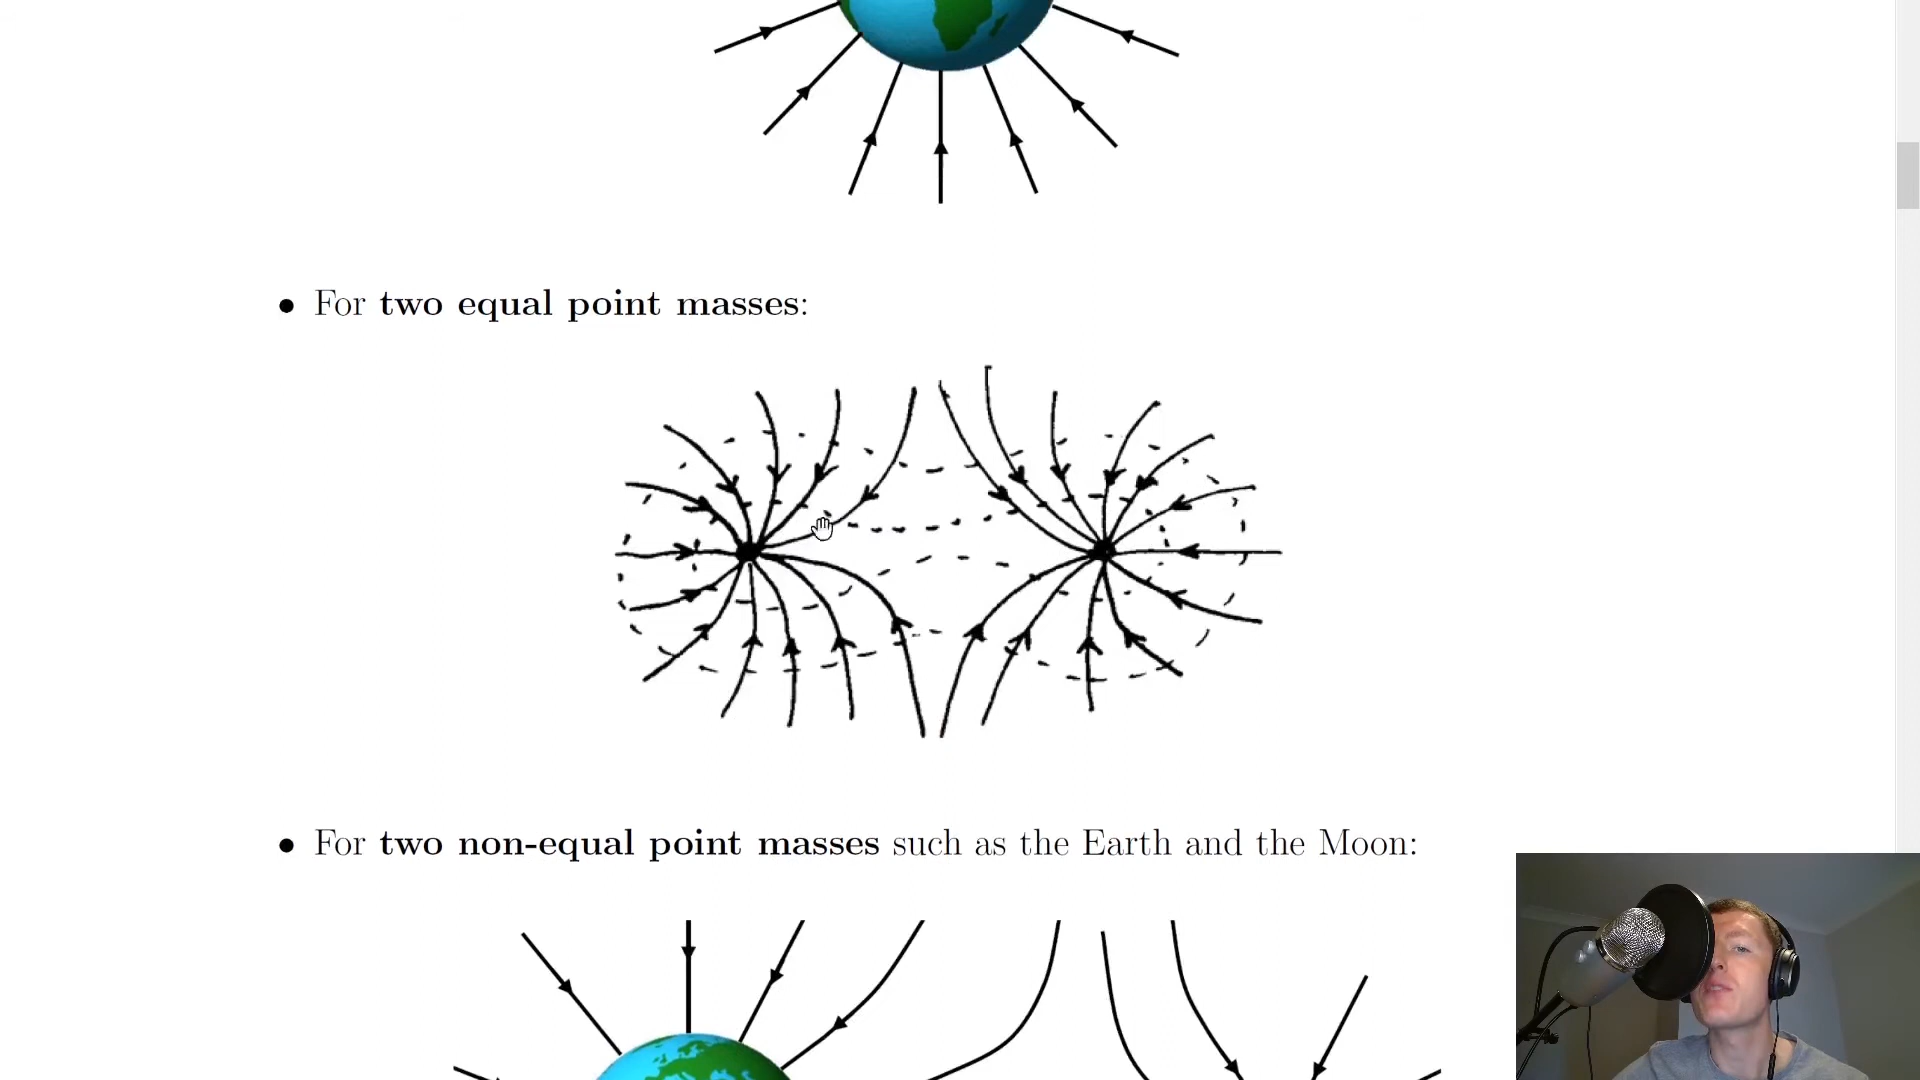 • For two equal point masses:
• For two non-equal point masses such as the Earth and the Moon: